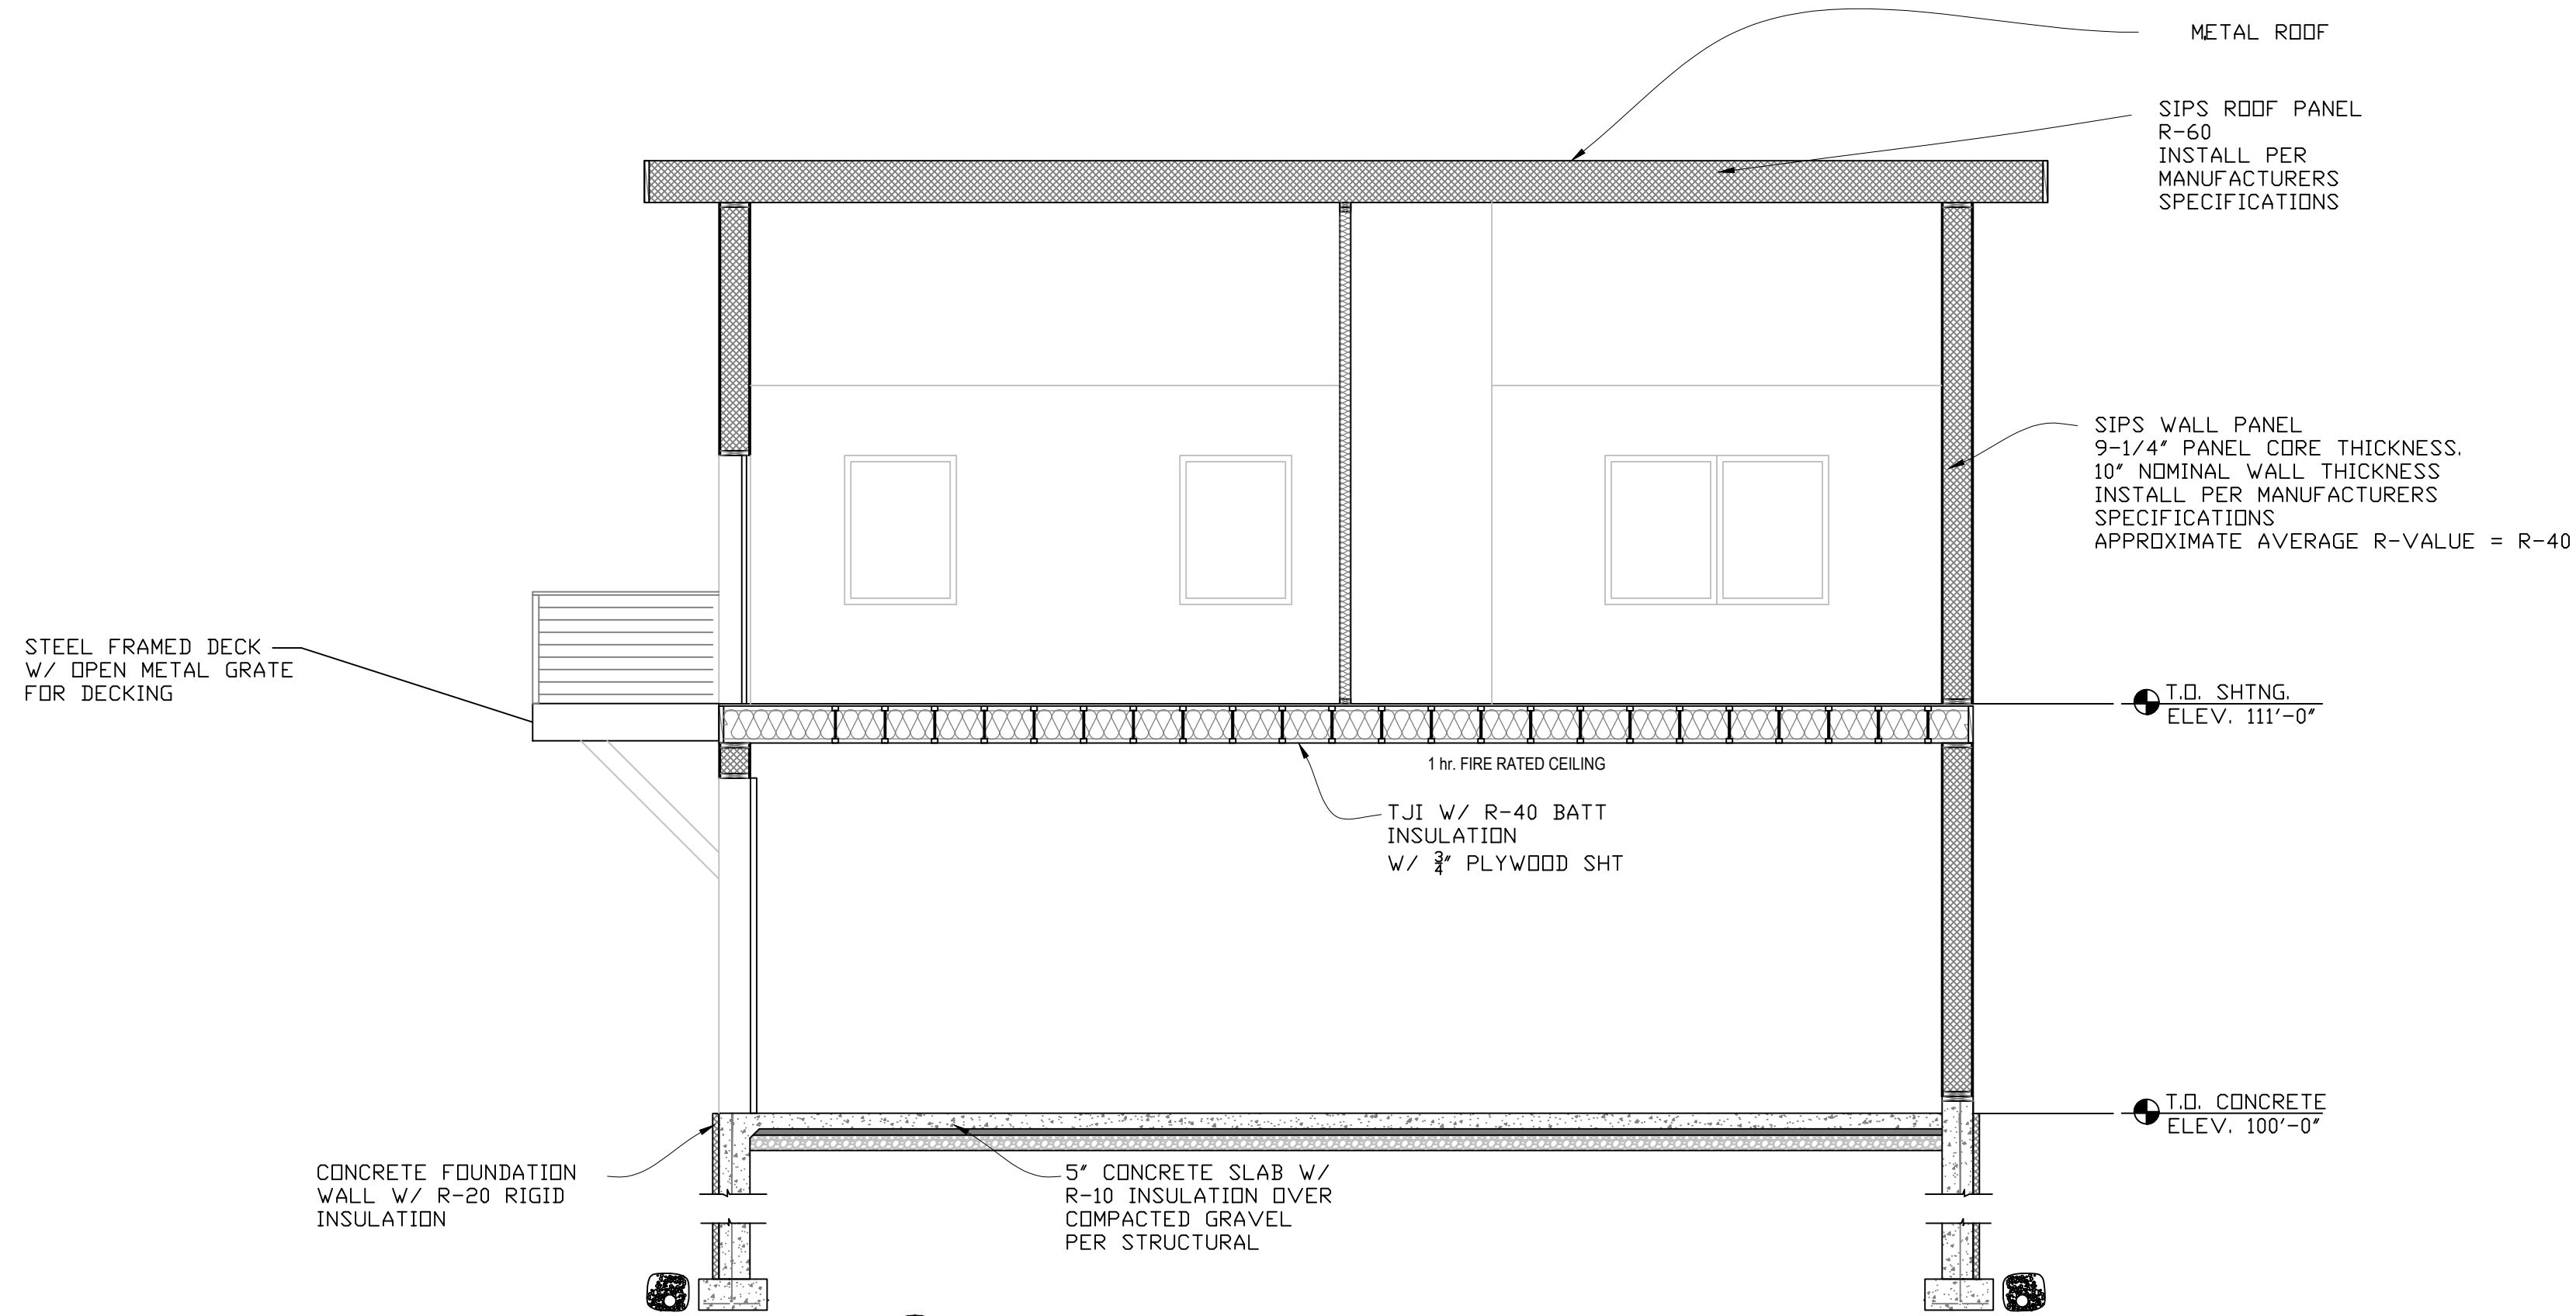 METAL ROOF
SIPS ROOF PANEL
R-60
INSTALL PER
MANUFACTURERS
SPECIFICATIONS
SIPS WALL PANEL
9-1/4" PANEL CORE THICKNESS.
10" NOMINAL WALL THICKNESS
INSTALL PER MANUFACTURERS
SPECIFICATIONS
APPROXIMATE AVERAGE R-VALUE = R-40
STEEL FRAMED DECK
W/ OPEN METAL GRATE
FOR DECKING
T.O. SHTNG.
ELEV. 111'-0"
1 hr. FIRE RATED CEILING
TJI W/ R-40 BATT
INSULATION
W/ 3/4" PLYWOOD SHT
T.O. CONCRETE
ELEV. 100'-0"
CONCRETE FOUNDATION
WALL W/ R-20 RIGID
INSULATION
5" CONCRETE SLAB W/
R-10 INSULATION OVER
COMPACTED GRAVEL
PER STRUCTURAL